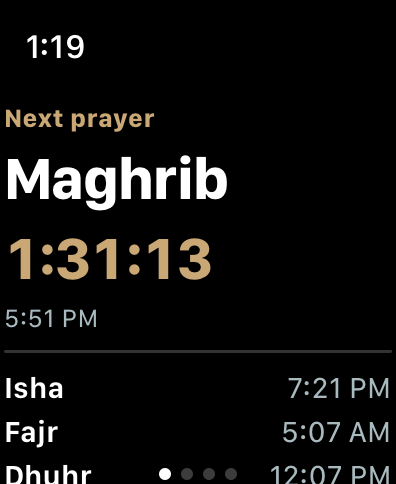 1:19
Next prayer
Maghrib
1:31:13
5:51 PM
Isha 7:21 PM
Fajr 5:07 AM
Dhuhr 12:07 PM